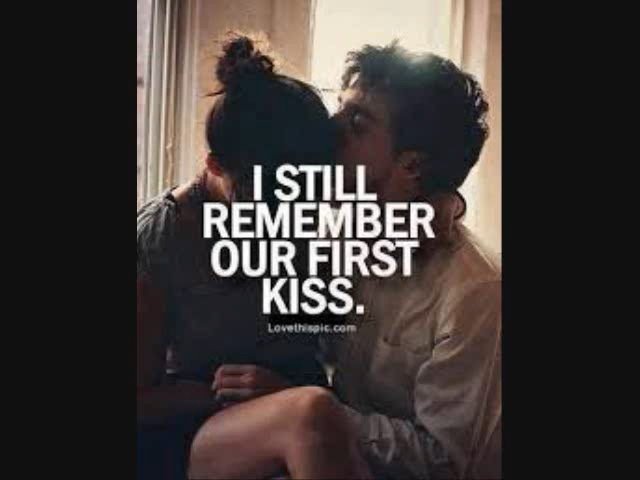 I STILL
REMEMBER
OUR FIRST
KISS.
Lovethispic.com